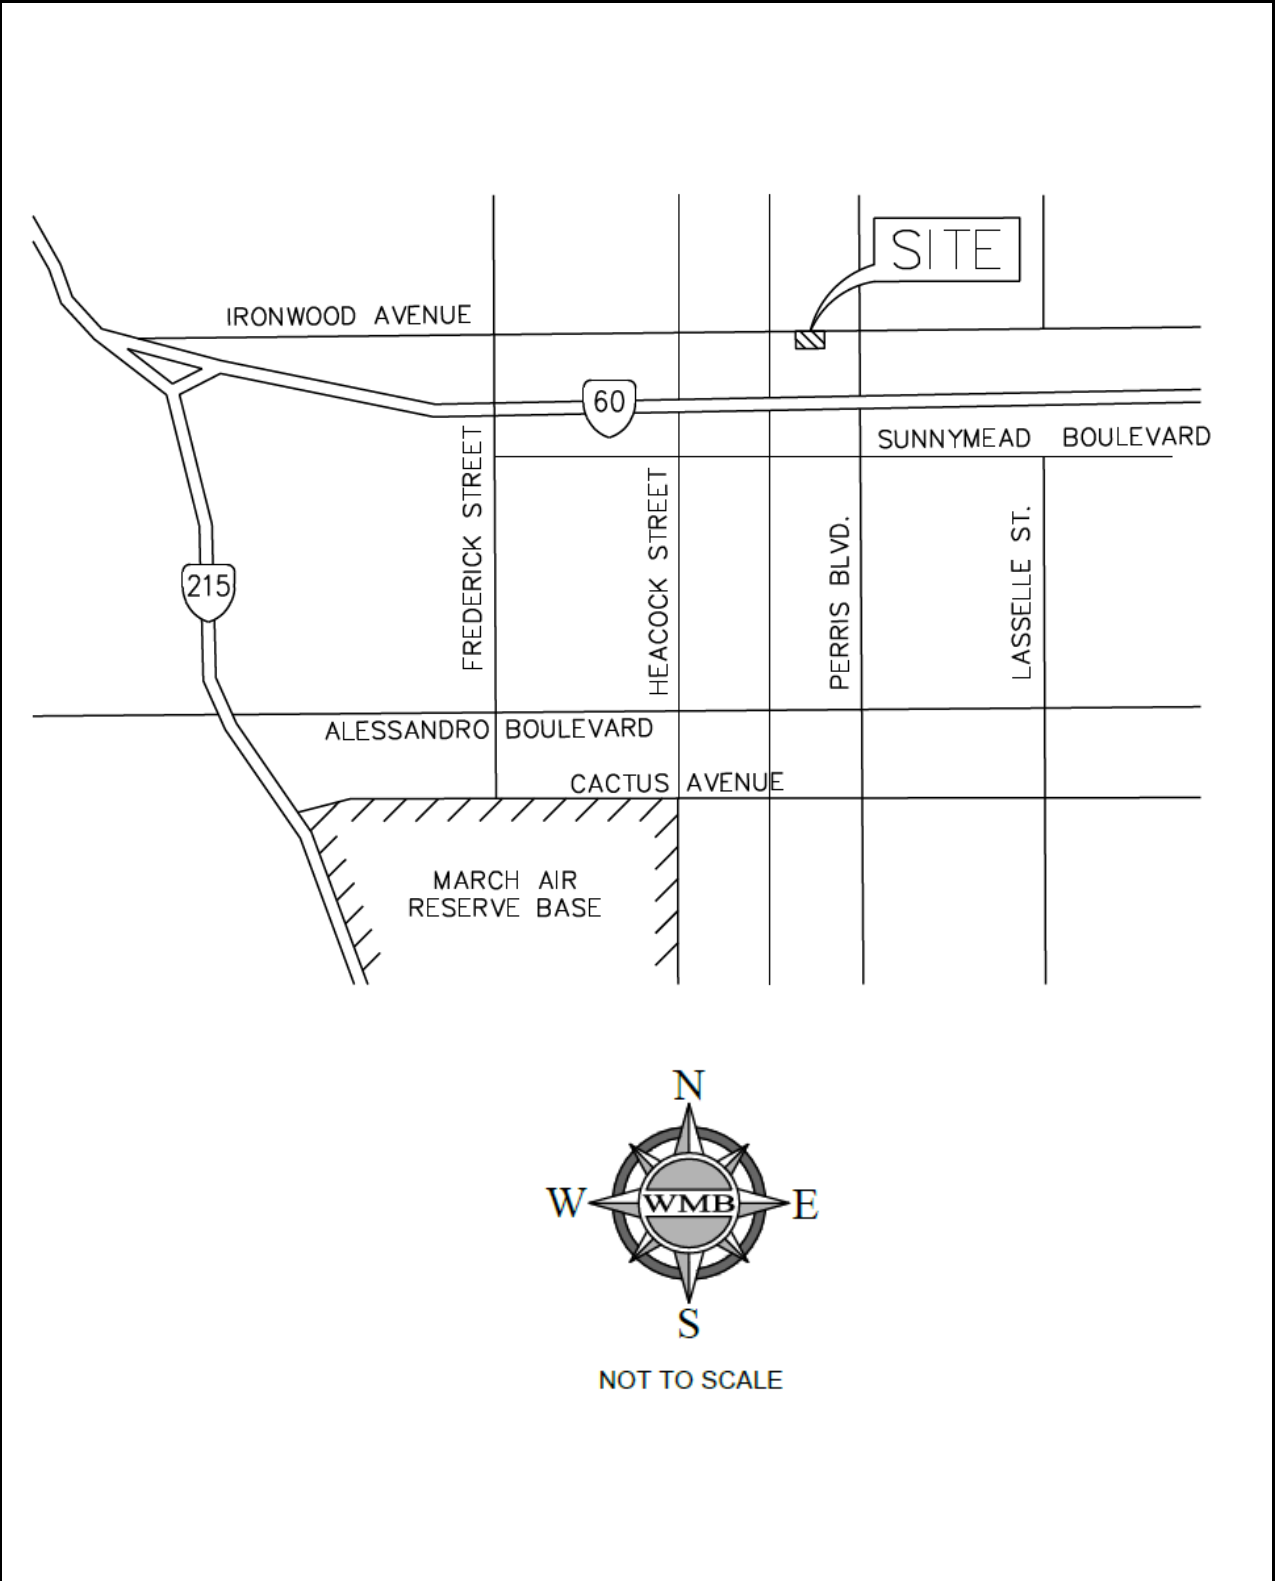 SITE
IRONWOOD AVENUE
60
SUNNYMEAD BOULEVARD
FREDERICK STREET
HEACOCK STREET
PERRIS BLVD.
LASSELLE ST.
215
ALESSANDRO BOULEVARD
CACTUS AVENUE
MARCH AIR
RESERVE BASE
N
W
WMB
E
S
NOT TO SCALE